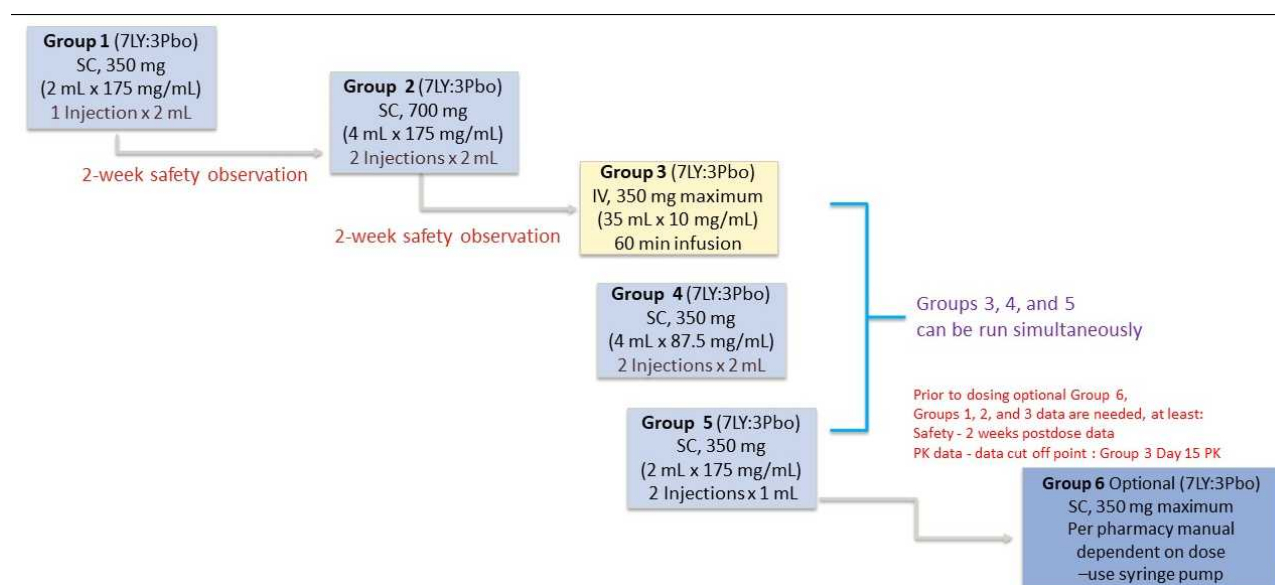 Group 1 (7LY:3Pbo)
SC, 350 mg
(2 mL x 175 mg/mL)
1 Injection x 2 mL
2-week safety observation
Group 2 (7LY:3Pbo)
SC, 700 mg
(4 mL x 175 mg/mL)
2 Injections x 2 mL
2-week safety observation
Group 3 (7LY:3Pbo)
IV, 350 mg maximum
(35 mL x 10 mg/mL)
60 min infusion
Group 4 (7LY:3Pbo)
SC, 350 mg
(4 mL x 87.5 mg/mL)
2 Injections x 2 mL
Group 5 (7LY:3Pbo)
SC, 350 mg
(2 mL x 175 mg/mL)
2 Injections x 1 mL
Groups 3, 4, and 5
can be run simultaneously
Prior to dosing optional Group 6,
Groups 1, 2, and 3 data are needed, at least:
Safety - 2 weeks postdose data
PK data - data cut off point : Group 3 Day 15 PK
Group 6 Optional (7LY:3Pbo)
SC, 350 mg maximum
Per pharmacy manual
dependent on dose
–use syringe pump